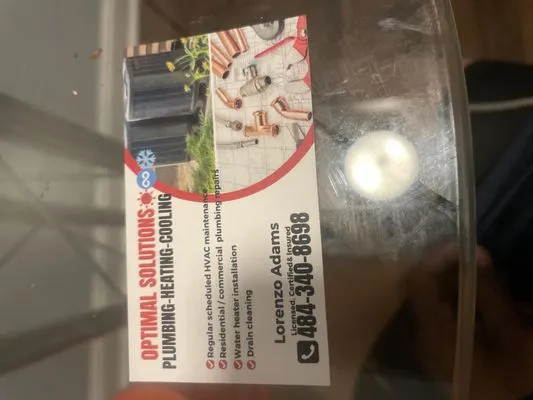 OPTIMAL SOLUTIONS
PLUMBING-HEATING-COOLING
Regular scheduled HVAC maintenance
Residential / commercial plumbing repairs
Water heater installation
Drain cleaning
Lorenzo Adams
Licensed, Certified & Insured
484-340-8698